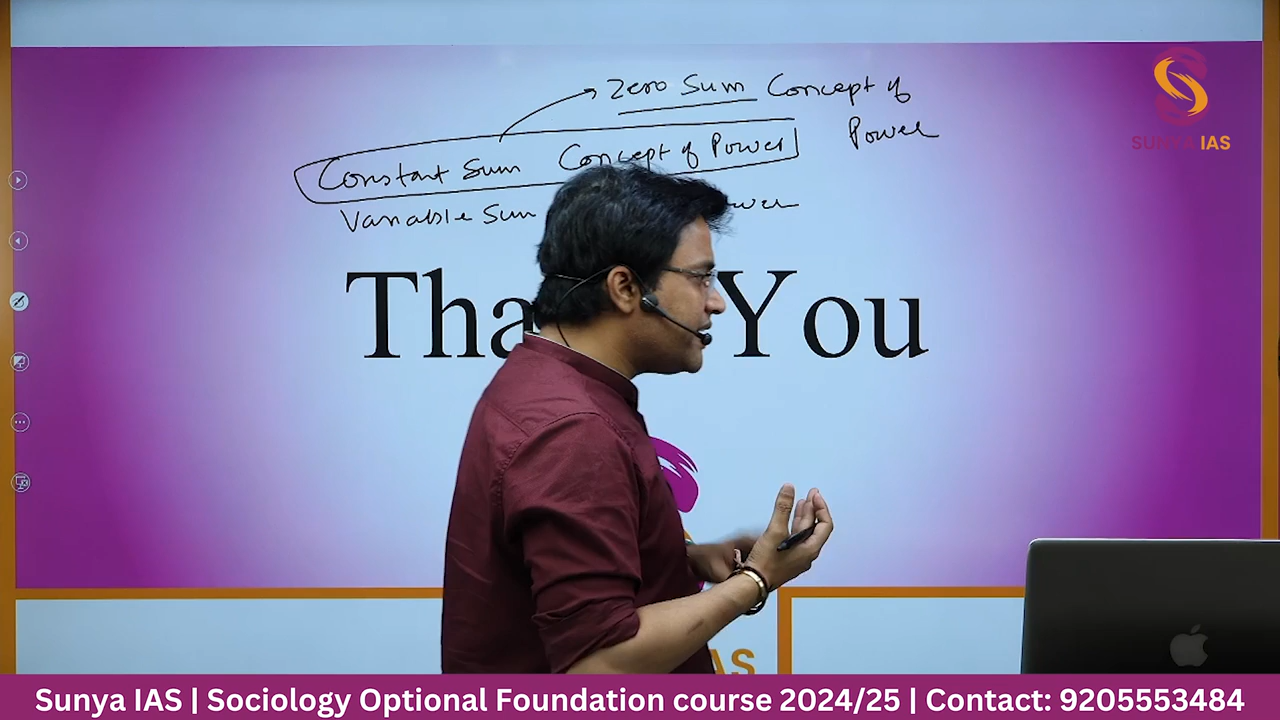 Zero Sum Concept of
Power
Constant Sum Concept of Power
Variable Sum
SUNYA IAS
Tha You
AS
Sunya IAS | Sociology Optional Foundation course 2024/25 | Contact: 9205553484